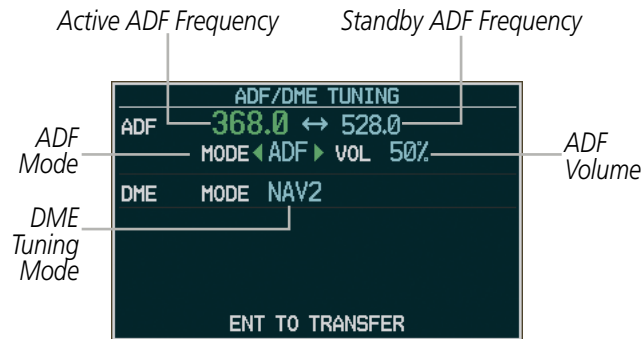 Active ADF Frequency
Standby ADF Frequency
ADF/DME TUNING
ADF 368.0 ↔ 528.0
ADF Mode
MODE ◀ ADF ▶ VOL 50%
ADF Volume
DME MODE NAV2
DME
Tuning
Mode
ENT TO TRANSFER